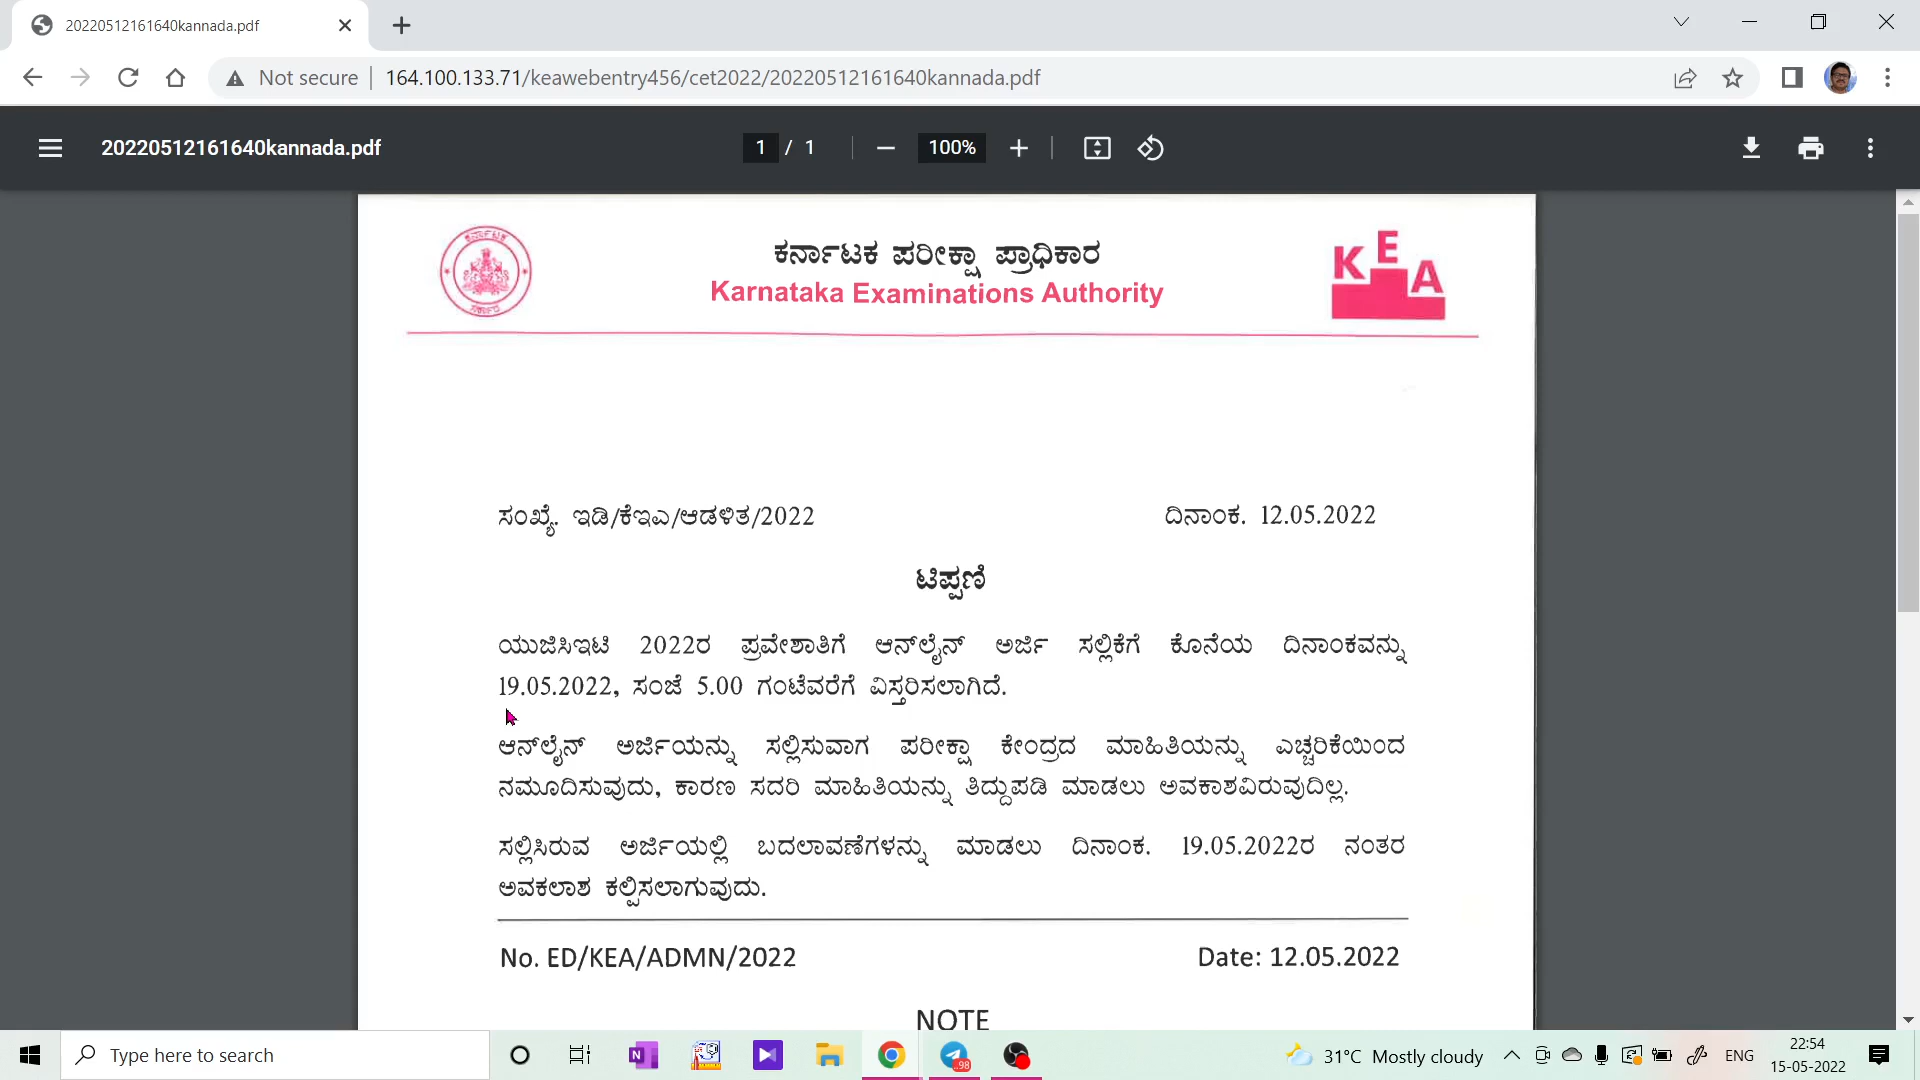 20220512161640kannada.pdf
Not secure
164.100.133.71/keawebentry456/cet2022/20220512161640kannada.pdf
20220512161640kannada.pdf
1 / 1
100%
ಕರ್ನಾಟಕ ಪರೀಕ್ಷಾ ಪ್ರಾಧಿಕಾರ
Karnataka Examinations Authority
KEA
ಸಂಖ್ಯೆ. ಇಡಿ/ಕೆಇಎ/ಆಡಳಿತ/2022 ದಿನಾಂಕ. 12.05.2022
ಟಿಪ್ಪಣಿ
ಯುಜಿಸಿಇಟಿ 2022ರ ಪ್ರವೇಶಾತಿಗೆ ಆನ್‌ಲೈನ್ ಅರ್ಜಿ ಸಲ್ಲಿಕೆಗೆ ಕೊನೆಯ ದಿನಾಂಕವನ್ನು
19.05.2022, ಸಂಜೆ 5.00 ಗಂಟೆವರೆಗೆ ವಿಸ್ತರಿಸಲಾಗಿದೆ.
ಆನ್‌ಲೈನ್ ಅರ್ಜಿಯನ್ನು ಸಲ್ಲಿಸುವಾಗ ಪರೀಕ್ಷಾ ಕೇಂದ್ರದ ಮಾಹಿತಿಯನ್ನು ಎಚ್ಚರಿಕೆಯಿಂದ
ನಮೂದಿಸುವುದು, ಕಾರಣ ಸದರಿ ಮಾಹಿತಿಯನ್ನು ತಿದ್ದುಪಡಿ ಮಾಡಲು ಅವಕಾಶವಿರುವುದಿಲ್ಲ.
ಸಲ್ಲಿಸಿರುವ ಅರ್ಜಿಯಲ್ಲಿ ಬದಲಾವಣೆಗಳನ್ನು ಮಾಡಲು ದಿನಾಂಕ. 19.05.2022ರ ನಂತರ
ಅವಕಲಾಶ ಕಲ್ಪಿಸಲಾಗುವುದು.
No. ED/KEA/ADMN/2022 Date: 12.05.2022
NOTE
Type here to search
31°C Mostly cloudy
ENG
22:54
15-05-2022